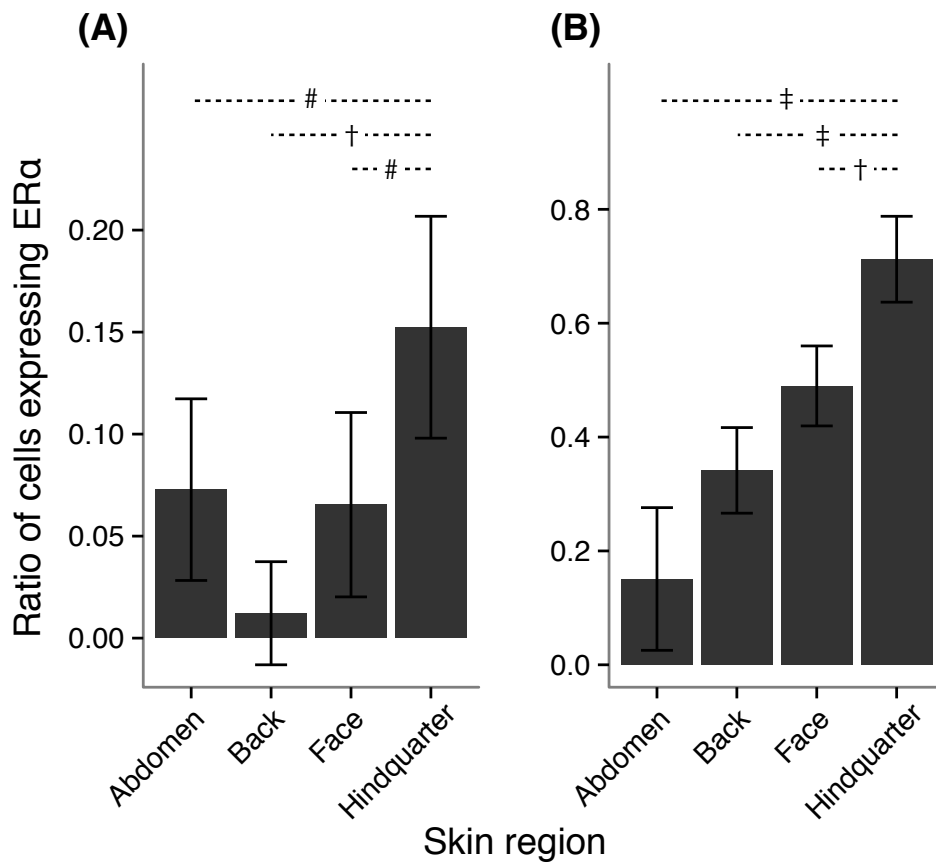 (A)
(B)
Ratio of cells expressing ERα
#
†
#
0.20
0.15
0.10
0.05
0.00
Abdomen
Back
Face
Hindquarter
‡
‡
†
0.8
0.6
0.4
0.2
0.0
Abdomen
Back
Face
Hindquarter
Skin region